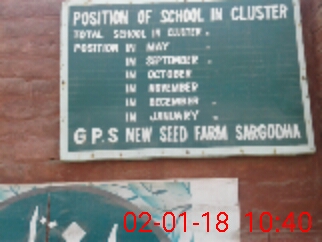 POSITION OF SCHOOL IN CLUSTER
TOTAL SCHOOL IN CLUSTER
POSITION IN MAY
IN SEPTEMBER
IN OCTOBER
IN NOVEMBER
IN DECEMBER
IN JANUARY
G.P.S NEW SEED FARM SARGODHA
02-01-18 10:40